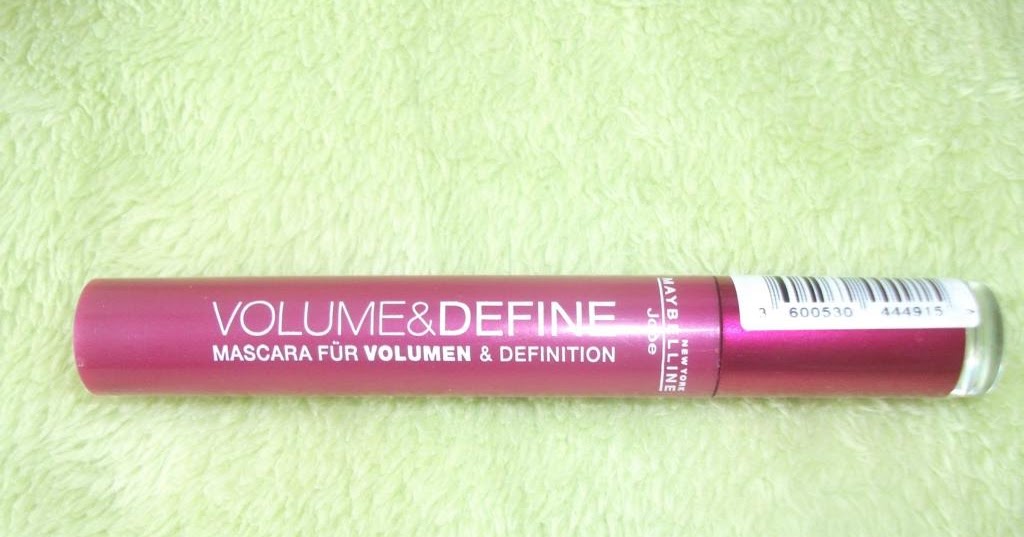 VOLUME&DEFINE
MASCARA FÜR VOLUMEN & DEFINITION
MAYBELLINE
NEW YORK
Jade
3 600530 444915 >